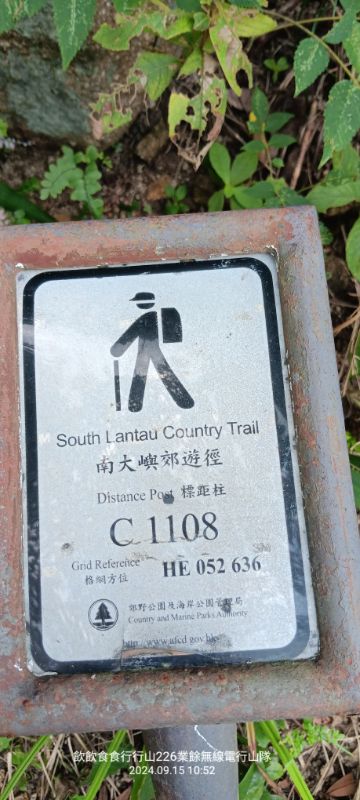 South Lantau Country Trail
南大嶼郊遊徑
Distance Post 標距柱
C 1108
Grid Reference HE 052 636
格網方位
郊野公園及海岸公園管理局
Country and Marine Parks Authority
http://www.afcd.gov.hk
飲飲食食行行山226業餘無線電行山隊
2024.09.15 10:52